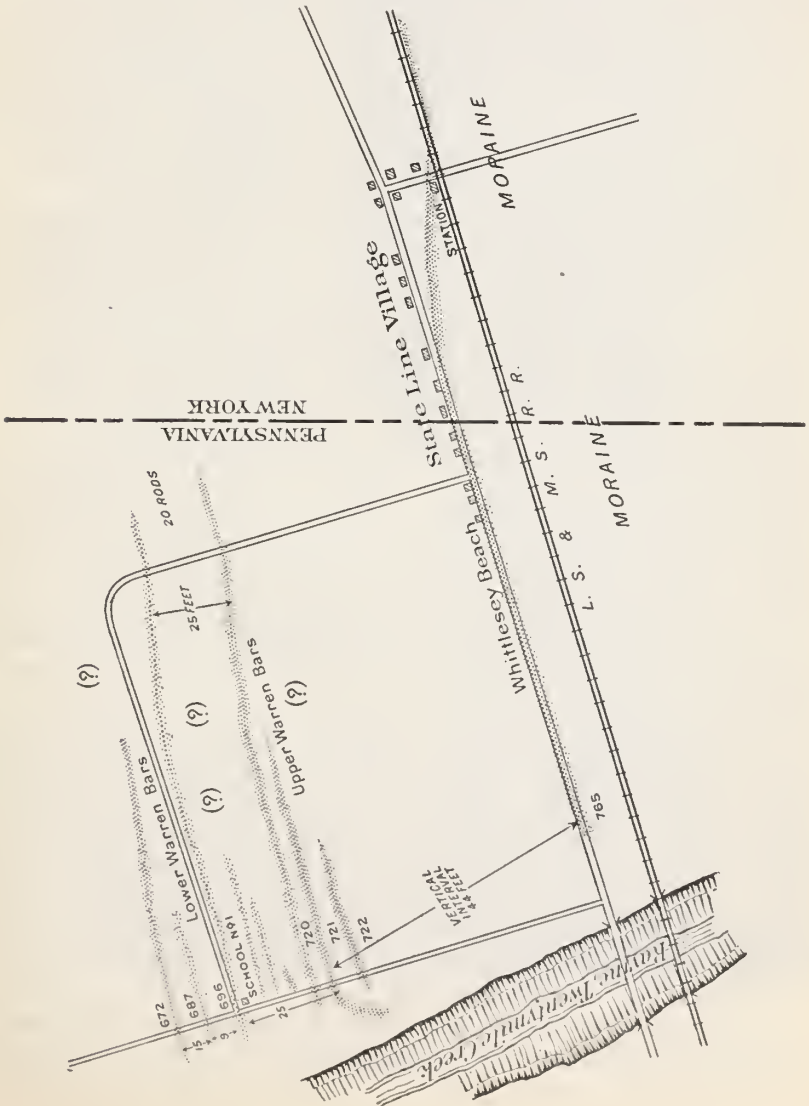 NEW YORK
PENNSYLVANIA
20 RODS
25 FEET
(?)
(?)
(?)
(?)
Lower Warren Bars
Upper Warren Bars
672
687
696
15
9
SCHOOL Nº1
25
720
721
722
VERTICAL
INTERVAL
44 FEET
765
Whittlesey Beach
State Line Village
STATION
MORAINE
MORAINE
L. S. & M. S. R. R.
Ravine Twentymile Creek